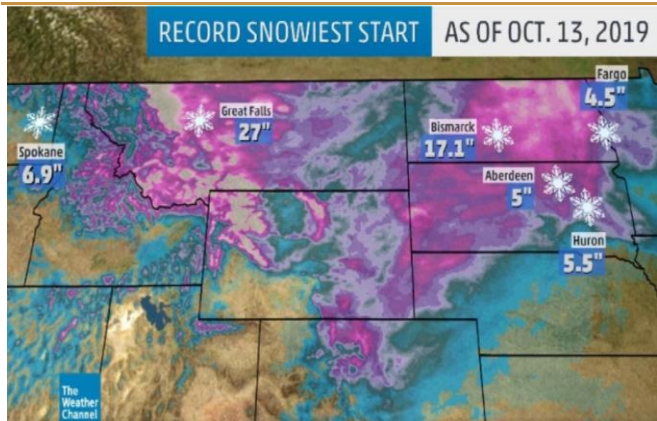 RECORD SNOWIEST START
AS OF OCT. 13, 2019
Fargo
4.5"
Great Falls
27"
Bismarck
17.1"
Spokane
6.9"
Aberdeen
5"
Huron
5.5"
The
Weather
Channel